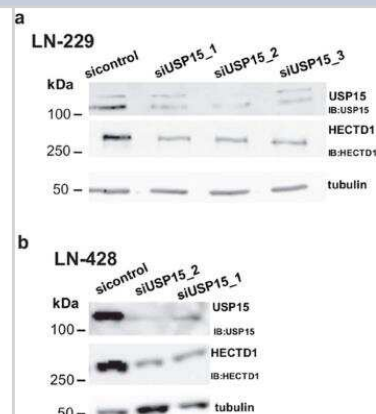 a
LN-229
sicontrol siUSP15_1 siUSP15_2 siUSP15_3
kDa
USP15
IB:USP15
100
HECTD1
IB:HECTD1
250
50
tubulin
b
LN-428
sicontrol siUSP15_2 siUSP15_1
kDa
USP15
IB:USP15
100
HECTD1
IB:HECTD1
250
tubulin
50